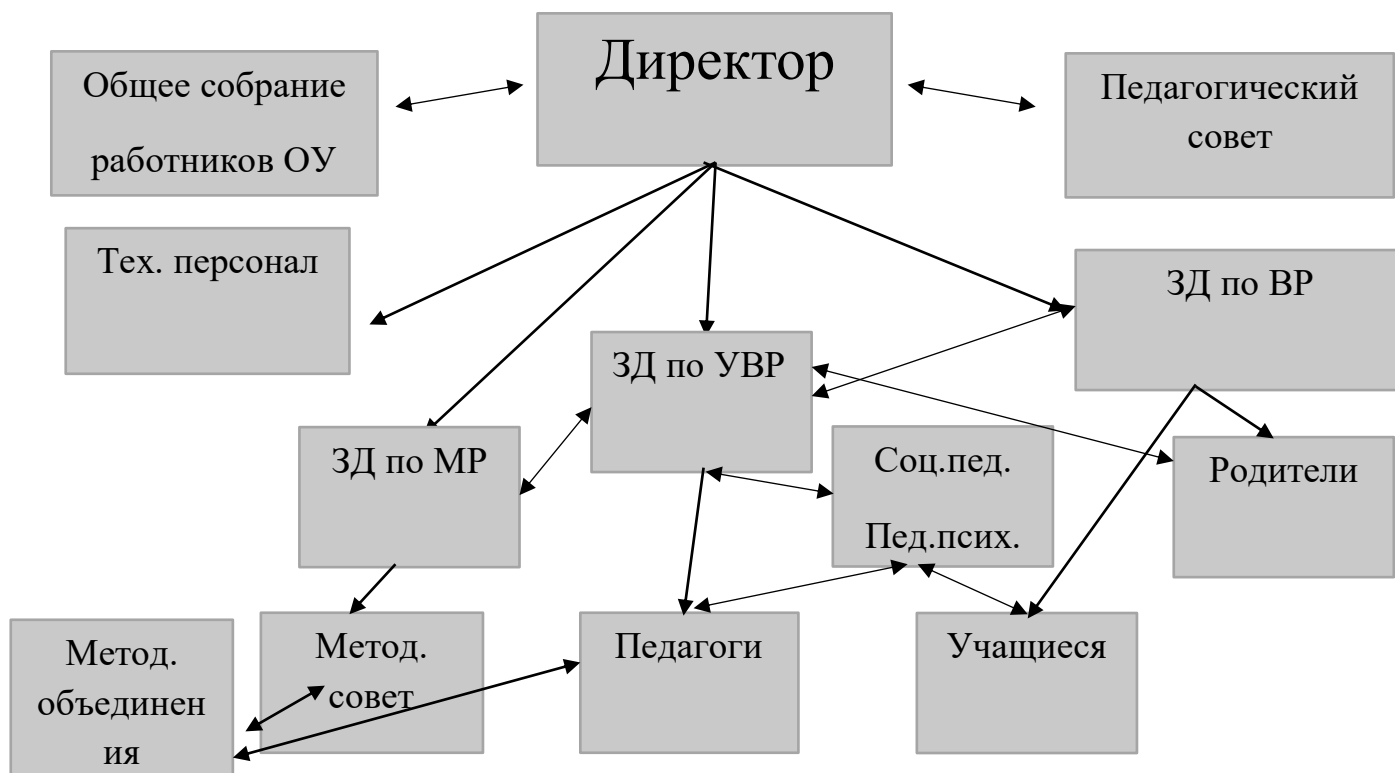 Директор
Общее собрание
работников ОУ
Педагогический
совет
Тех. персонал
ЗД по ВР
ЗД по УВР
ЗД по МР
Соц.пед.
Пед.псих.
Родители
Метод.
объединен
ия
Метод.
совет
Педагоги
Учащиеся